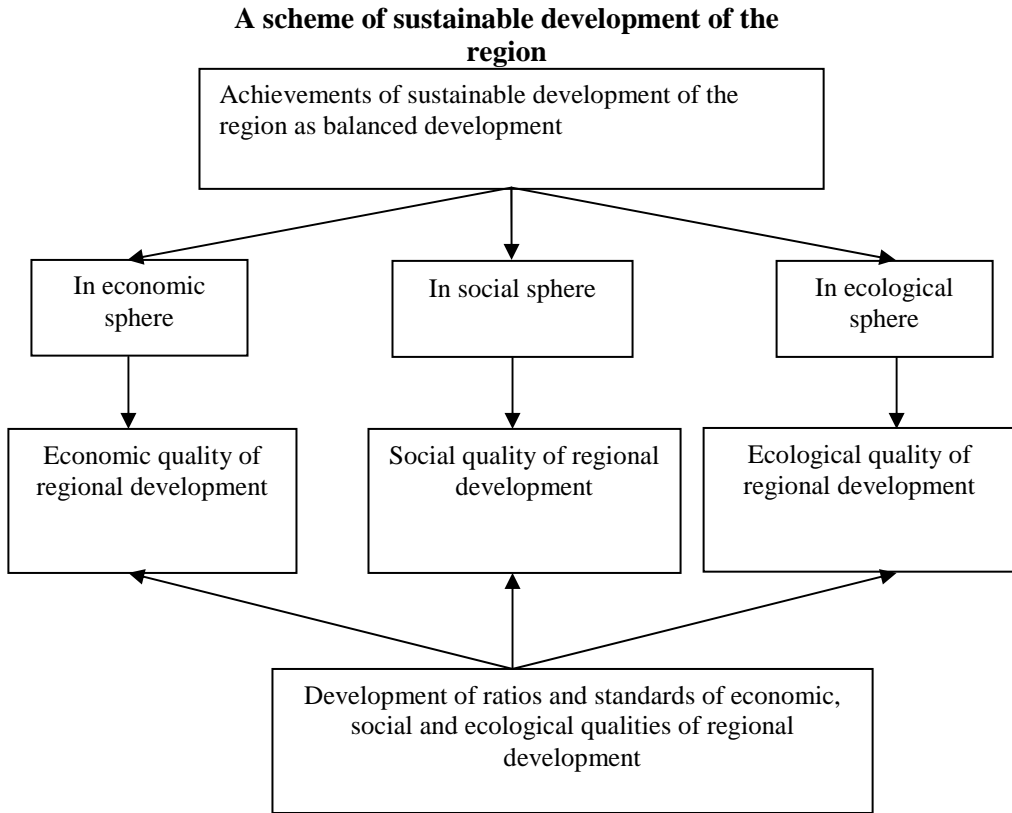 A scheme of sustainable development of the
region
Achievements of sustainable development of the
region as balanced development
In economic
sphere
In social sphere
In ecological
sphere
Economic quality of
regional development
Social quality of regional
development
Ecological quality of
regional development
Development of ratios and standards of economic,
social and ecological qualities of regional
development